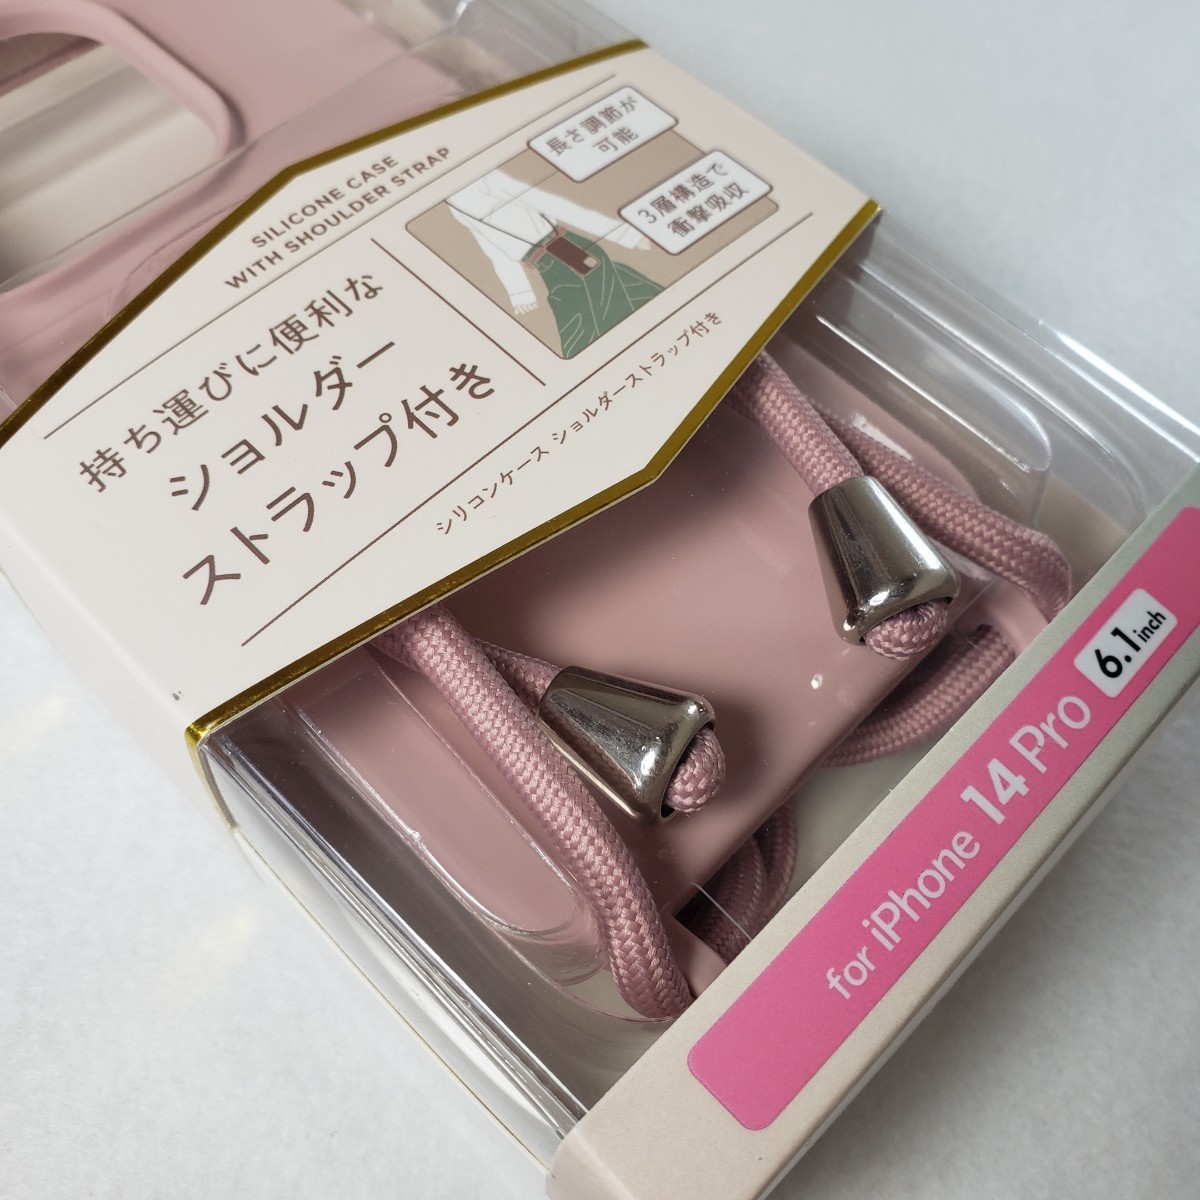 SILICONE CASE
WITH SHOULDER STRAP
持ち運びに便利な
ショルダー
ストラップ付き
長さ調節が
可能
3層構造で
衝撃吸収
シリコンケース ショルダーストラップ付き
for iPhone 14 Pro 6.1inch